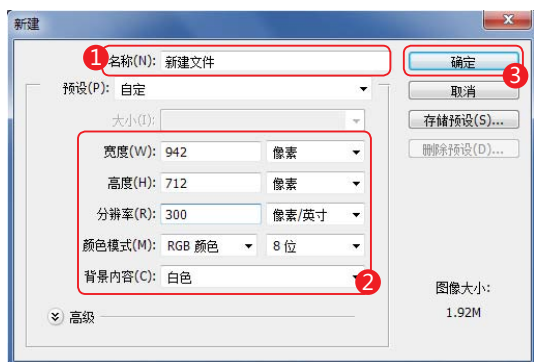 新建
1 名称(N): 新建文件
确定
3
预设(P): 自定
取消
大小(I):
存储预设(S)...
宽度(W): 942 像素
删除预设(D)...
高度(H): 712 像素
分辨率(R): 300 像素/英寸
颜色模式(M): RGB 颜色 8 位
背景内容(C): 白色
2
图像大小:
高级
1.92M